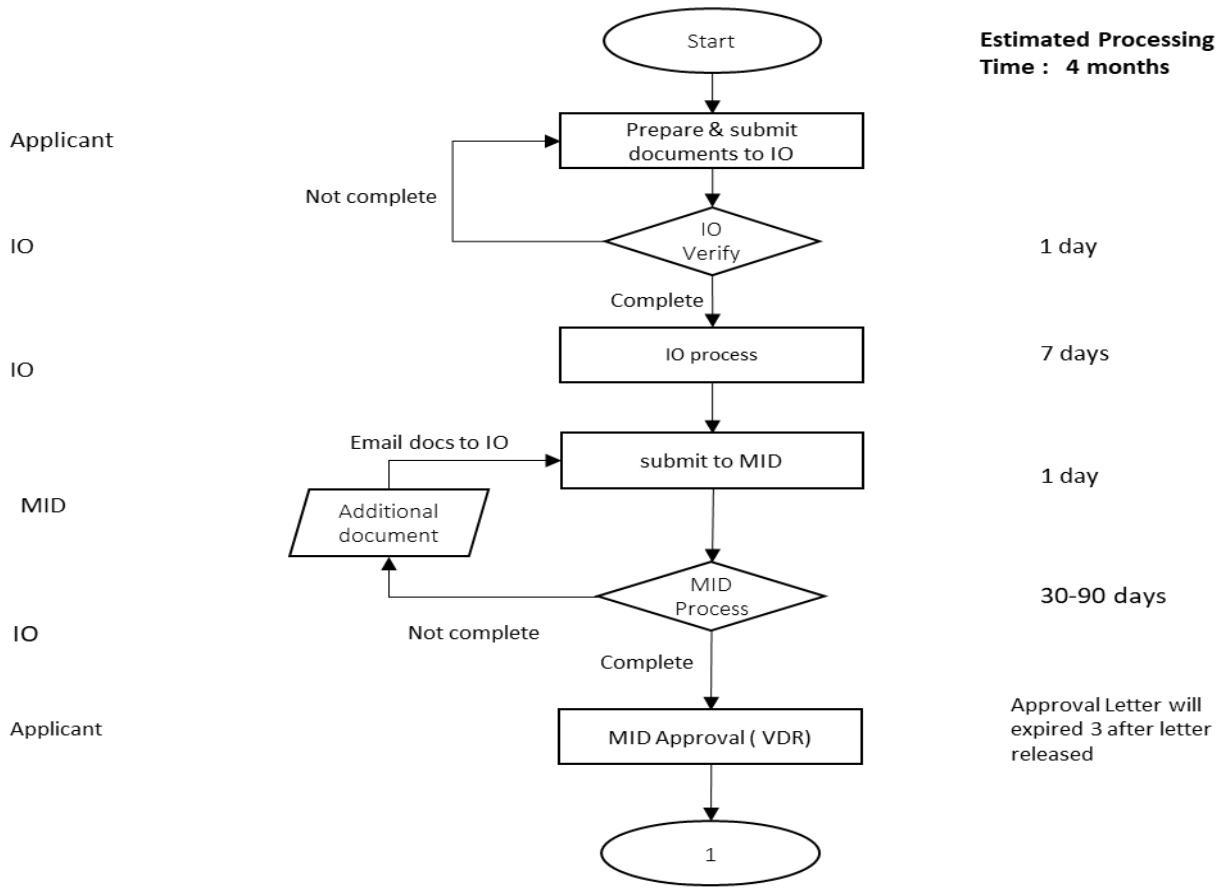 Start
Estimated Processing
Time : 4 months
Applicant
Prepare & submit
documents to IO
Not complete
IO
IO
Verify
1 day
Complete
IO
IO process
7 days
Email docs to IO
submit to MID
1 day
MID
Additional
document
MID
Process
30-90 days
IO
Not complete
Complete
Applicant
MID Approval ( VDR)
Approval Letter will
expired 3 after letter
released
1